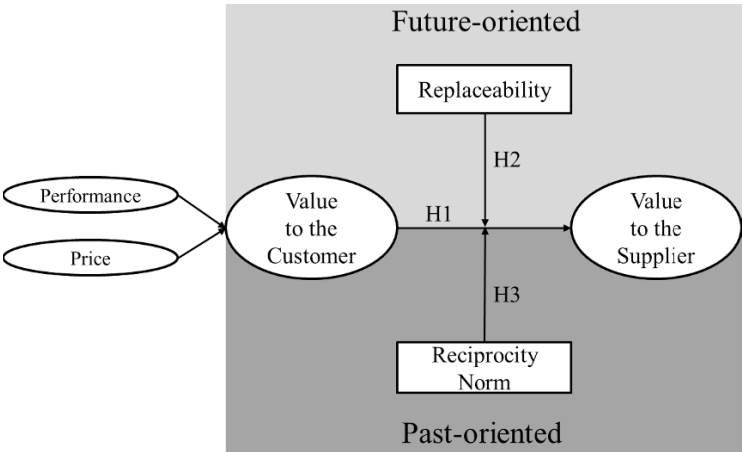 Future-oriented
Replaceability
H2
Performance
Price
Value
to the
Customer
H1
Value
to the
Supplier
H3
Reciprocity
Norm
Past-oriented